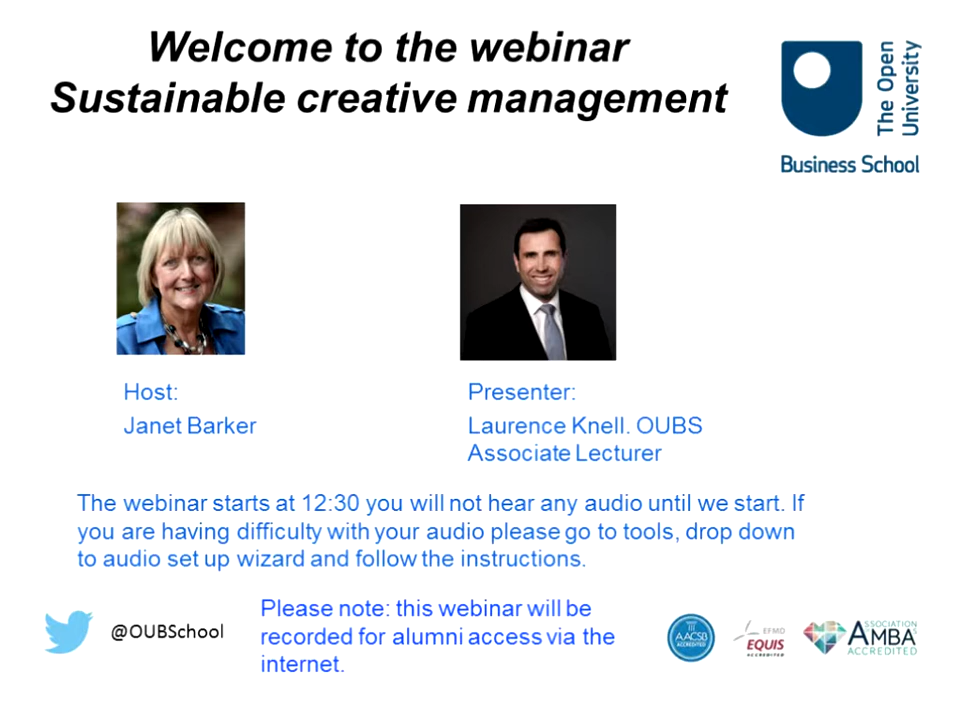 Welcome to the webinar
Sustainable creative management
The Open
University
Business School
Host:
Janet Barker
Presenter:
Laurence Knell. OUBS
Associate Lecturer
The webinar starts at 12:30 you will not hear any audio until we start. If
you are having difficulty with your audio please go to tools, drop down
to audio set up wizard and follow the instructions.
@OUBSchool
Please note: this webinar will be
recorded for alumni access via the
internet.
AACSB
ACCREDITED
EFMD
EQUIS
ACCREDITED
AMBA
ACCREDITED